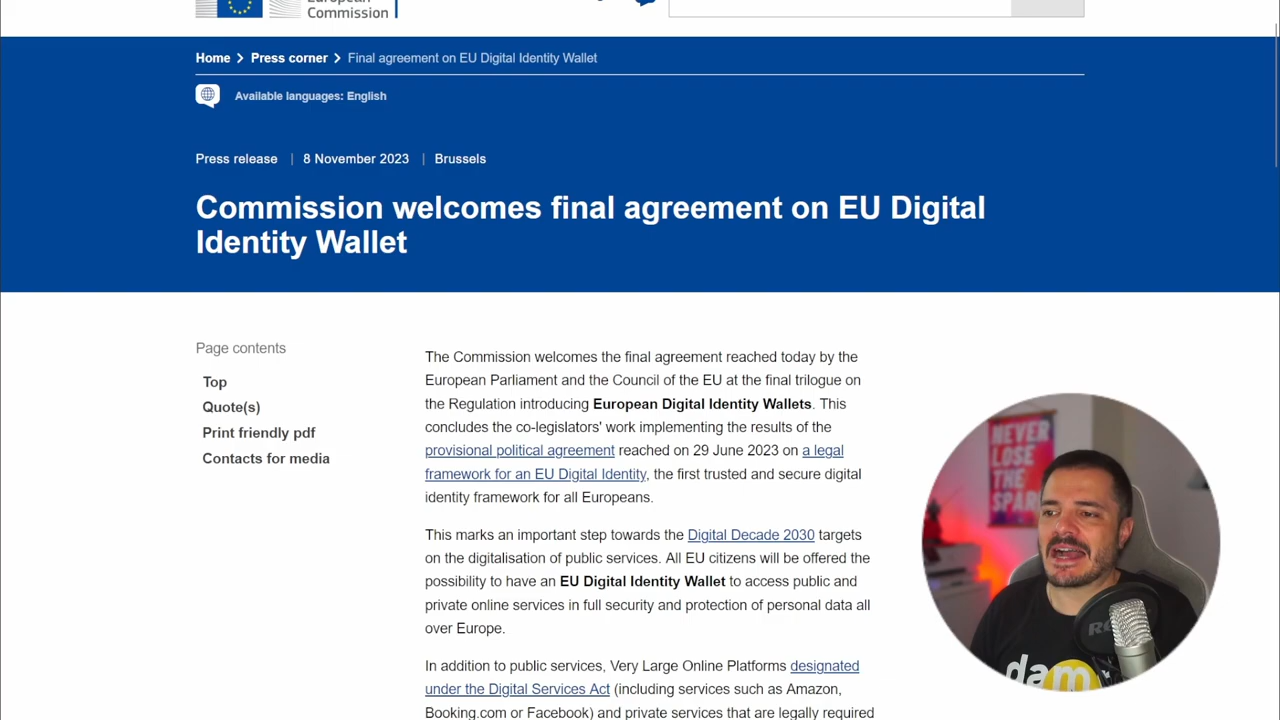 European
Commission
Home > Press corner > Final agreement on EU Digital Identity Wallet
Available languages: English
Press release | 8 November 2023 | Brussels
Commission welcomes final agreement on EU Digital
Identity Wallet
Page contents
Top
Quote(s)
Print friendly pdf
Contacts for media
The Commission welcomes the final agreement reached today by the
European Parliament and the Council of the EU at the final trilogue on
the Regulation introducing European Digital Identity Wallets. This
concludes the co-legislators' work implementing the results of the
provisional political agreement reached on 29 June 2023 on a legal
framework for an EU Digital Identity, the first trusted and secure digital
identity framework for all Europeans.
This marks an important step towards the Digital Decade 2030 targets
on the digitalisation of public services. All EU citizens will be offered the
possibility to have an EU Digital Identity Wallet to access public and
private online services in full security and protection of personal data all
over Europe.
In addition to public services, Very Large Online Platforms designated
under the Digital Services Act (including services such as Amazon,
Booking.com or Facebook) and private services that are legally required
NEVER
LOSE
THE
SPAR
dam